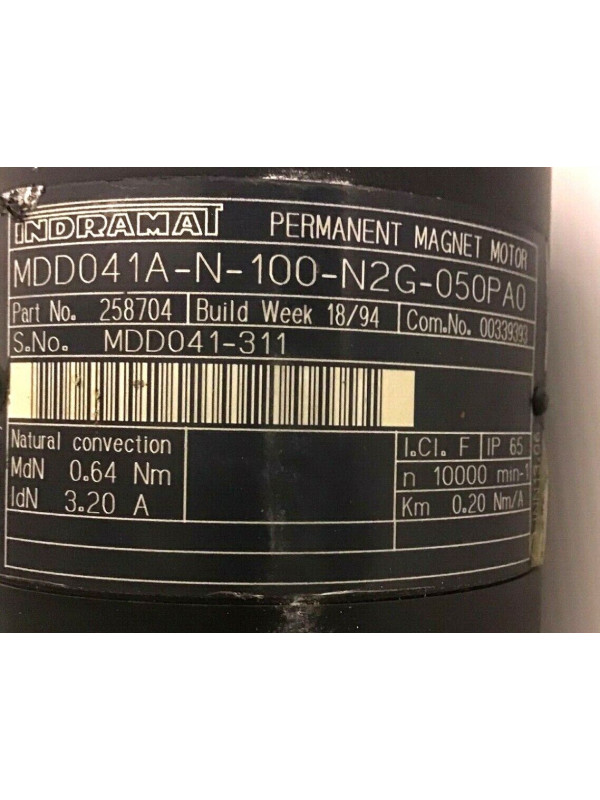 INDRAMAT PERMANENT MAGNET MOTOR
MDD041A-N-100-N2G-050PA0
Part No. 258704 Build Week 18/94 Com.No. 00339393
S.No. MDD041-311
Natural convection I.Cl. F IP 65
MdN 0.64 Nm n 10000 min-1
IdN 3.20 A Km 0.20 Nm/A